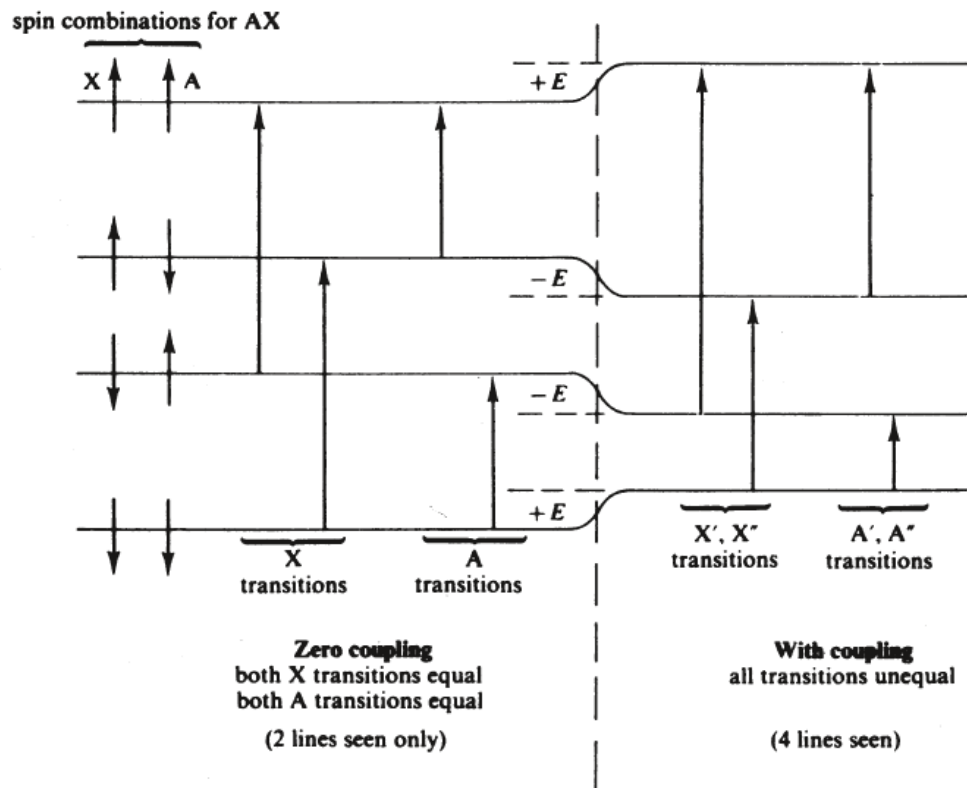 spin combinations for AX
X A
+ E
− E
− E
+ E
X
transitions
A
transitions
X′, X″
transitions
A′, A″
transitions
Zero coupling
both X transitions equal
both A transitions equal
(2 lines seen only)
With coupling
all transitions unequal
(4 lines seen)